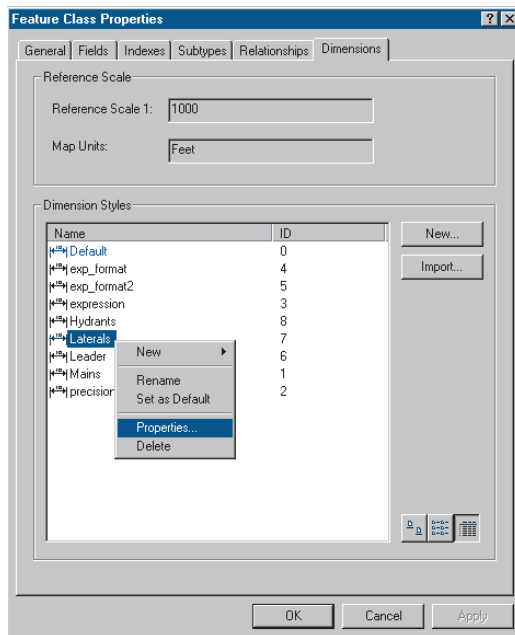 Feature Class Properties
General Fields Indexes Subtypes Relationships Dimensions
Reference Scale
Reference Scale 1: 1000
Map Units: Feet
Dimension Styles
Name ID
Default 0
exp_format 4
exp_format2 5
expression 3
Hydrants 8
Laterals 7
Leader 6
Mains 1
precision 2
New
Rename
Set as Default
Properties...
Delete
New...
Import...
OK Cancel Apply